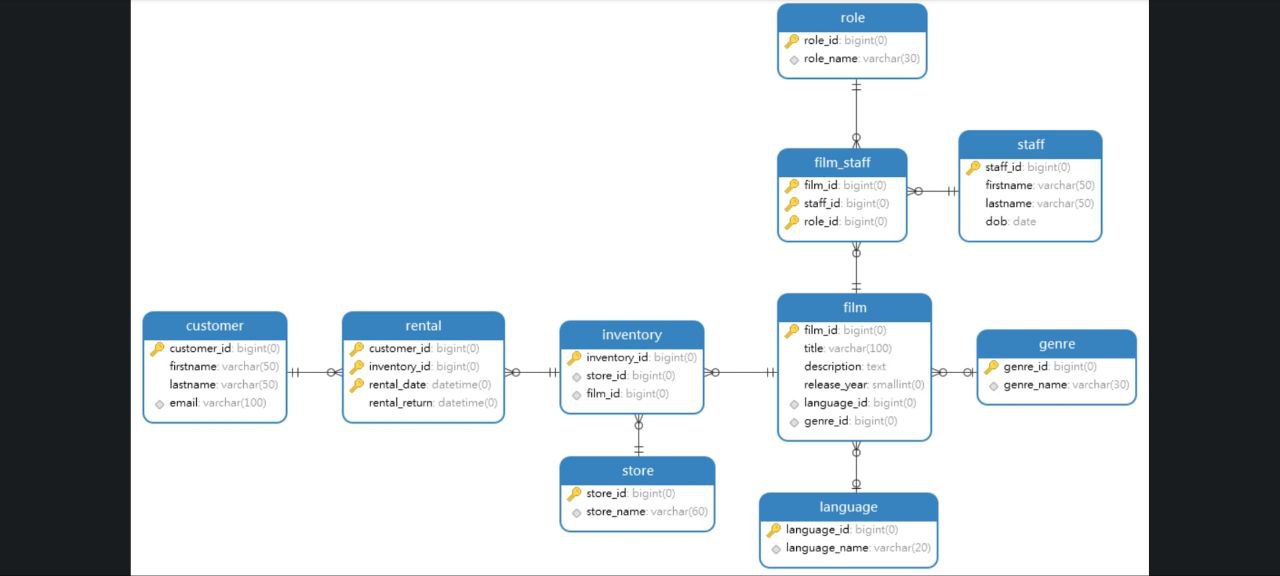 role
role_id: bigint(0)
role_name: varchar(30)
film_staff
film_id: bigint(0)
staff_id: bigint(0)
role_id: bigint(0)
staff
staff_id: bigint(0)
firstname: varchar(50)
lastname: varchar(50)
dob: date
customer
customer_id: bigint(0)
firstname: varchar(50)
lastname: varchar(50)
email: varchar(100)
rental
customer_id: bigint(0)
inventory_id: bigint(0)
rental_date: datetime(0)
rental_return: datetime(0)
inventory
inventory_id: bigint(0)
store_id: bigint(0)
film_id: bigint(0)
film
film_id: bigint(0)
title: varchar(100)
description: text
release_year: smallint(0)
language_id: bigint(0)
genre_id: bigint(0)
genre
genre_id: bigint(0)
genre_name: varchar(30)
store
store_id: bigint(0)
store_name: varchar(60)
language
language_id: bigint(0)
language_name: varchar(20)